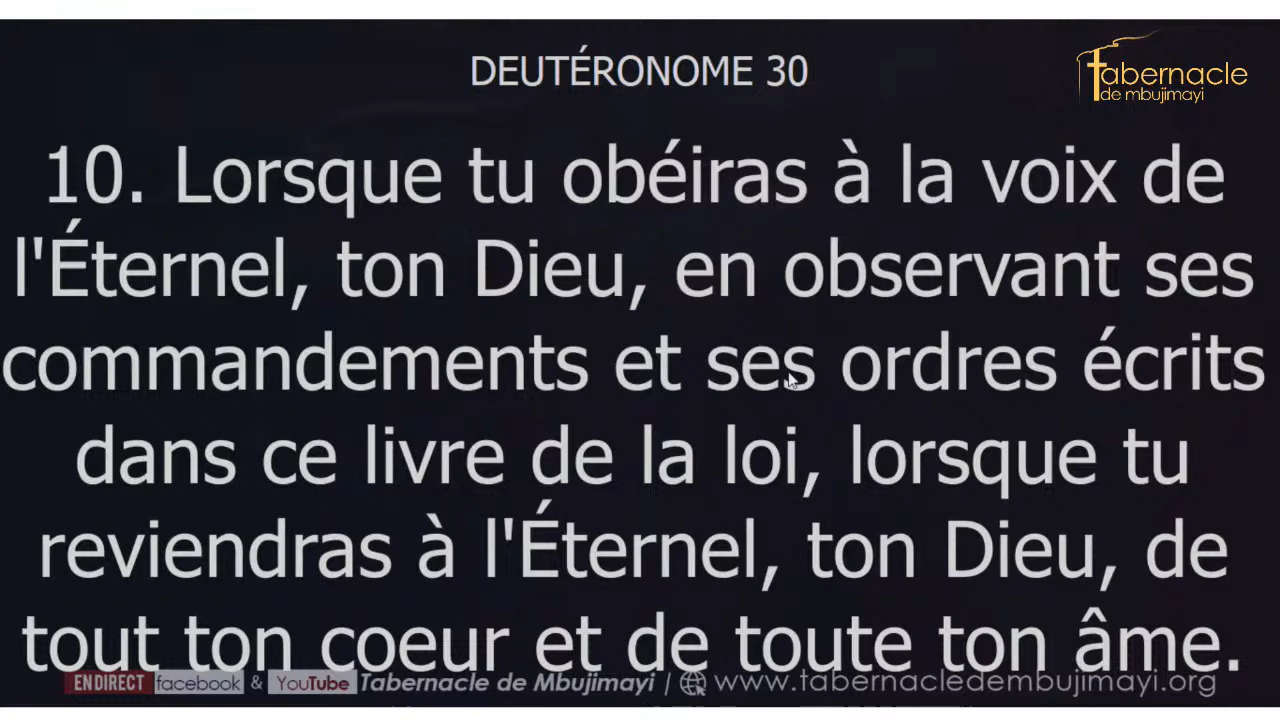 DEUTÉRONOME 30
Tabernacle
de mbujimayi
10. Lorsque tu obéiras à la voix de
l'Éternel, ton Dieu, en observant ses
commandements et ses ordres écrits
dans ce livre de la loi, lorsque tu
reviendras à l'Éternel, ton Dieu, de
tout ton coeur et de toute ton âme.
EN DIRECT facebook & YouTube Tabernacle de Mbujimayi | www.tabernacledembujimayi.org